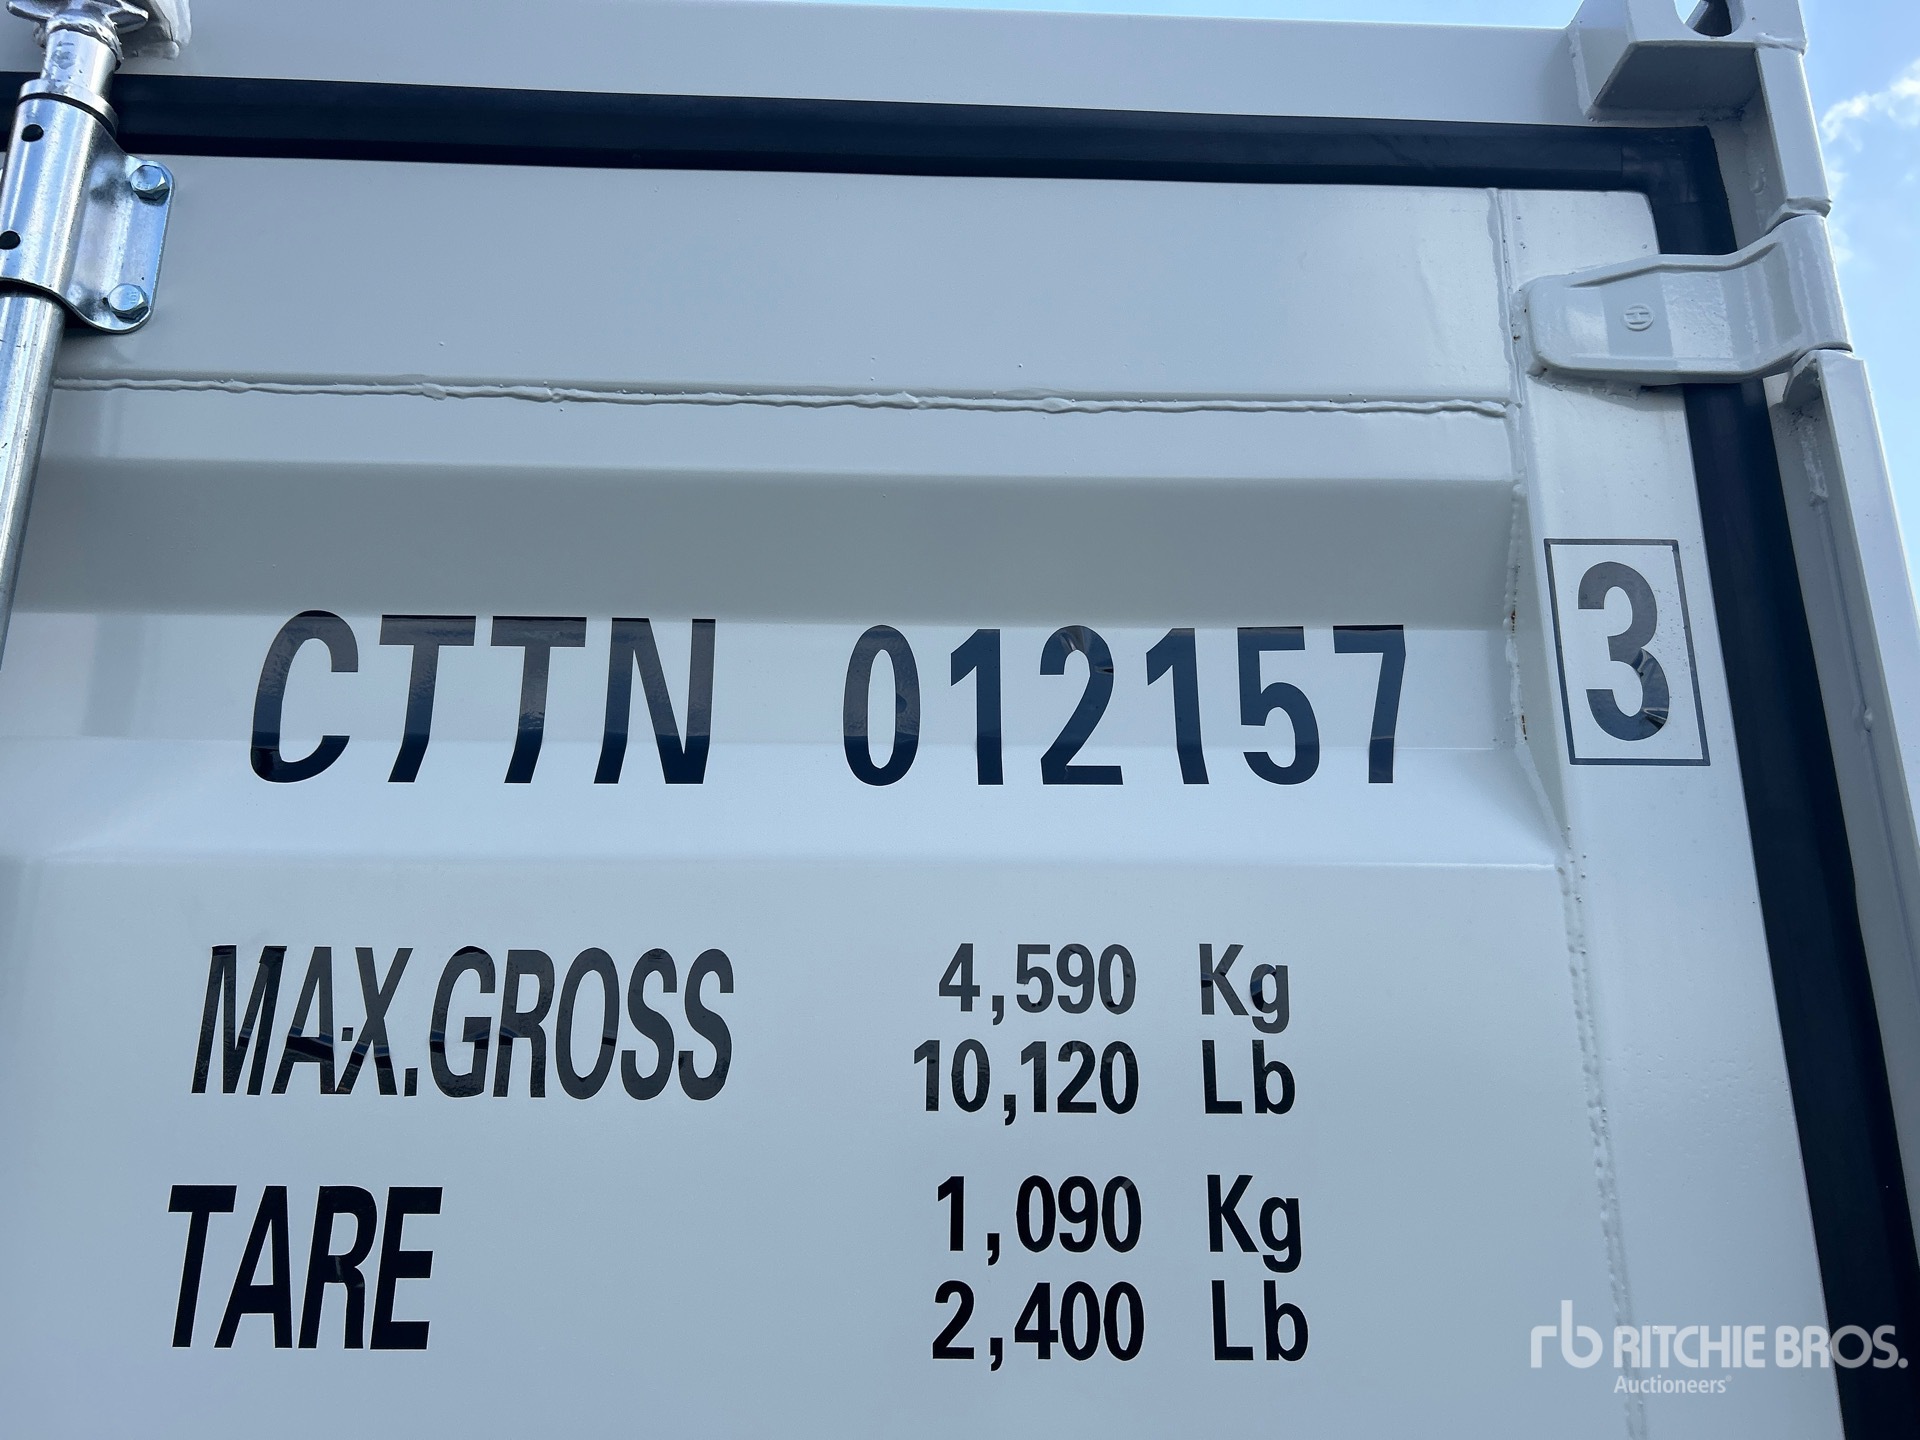 CTTN 012157 3
MAX.GROSS 4,590 Kg
10,120 Lb
TARE 1,090 Kg
2,400 Lb
rb RITCHIE BROS.
Auctioneers
H